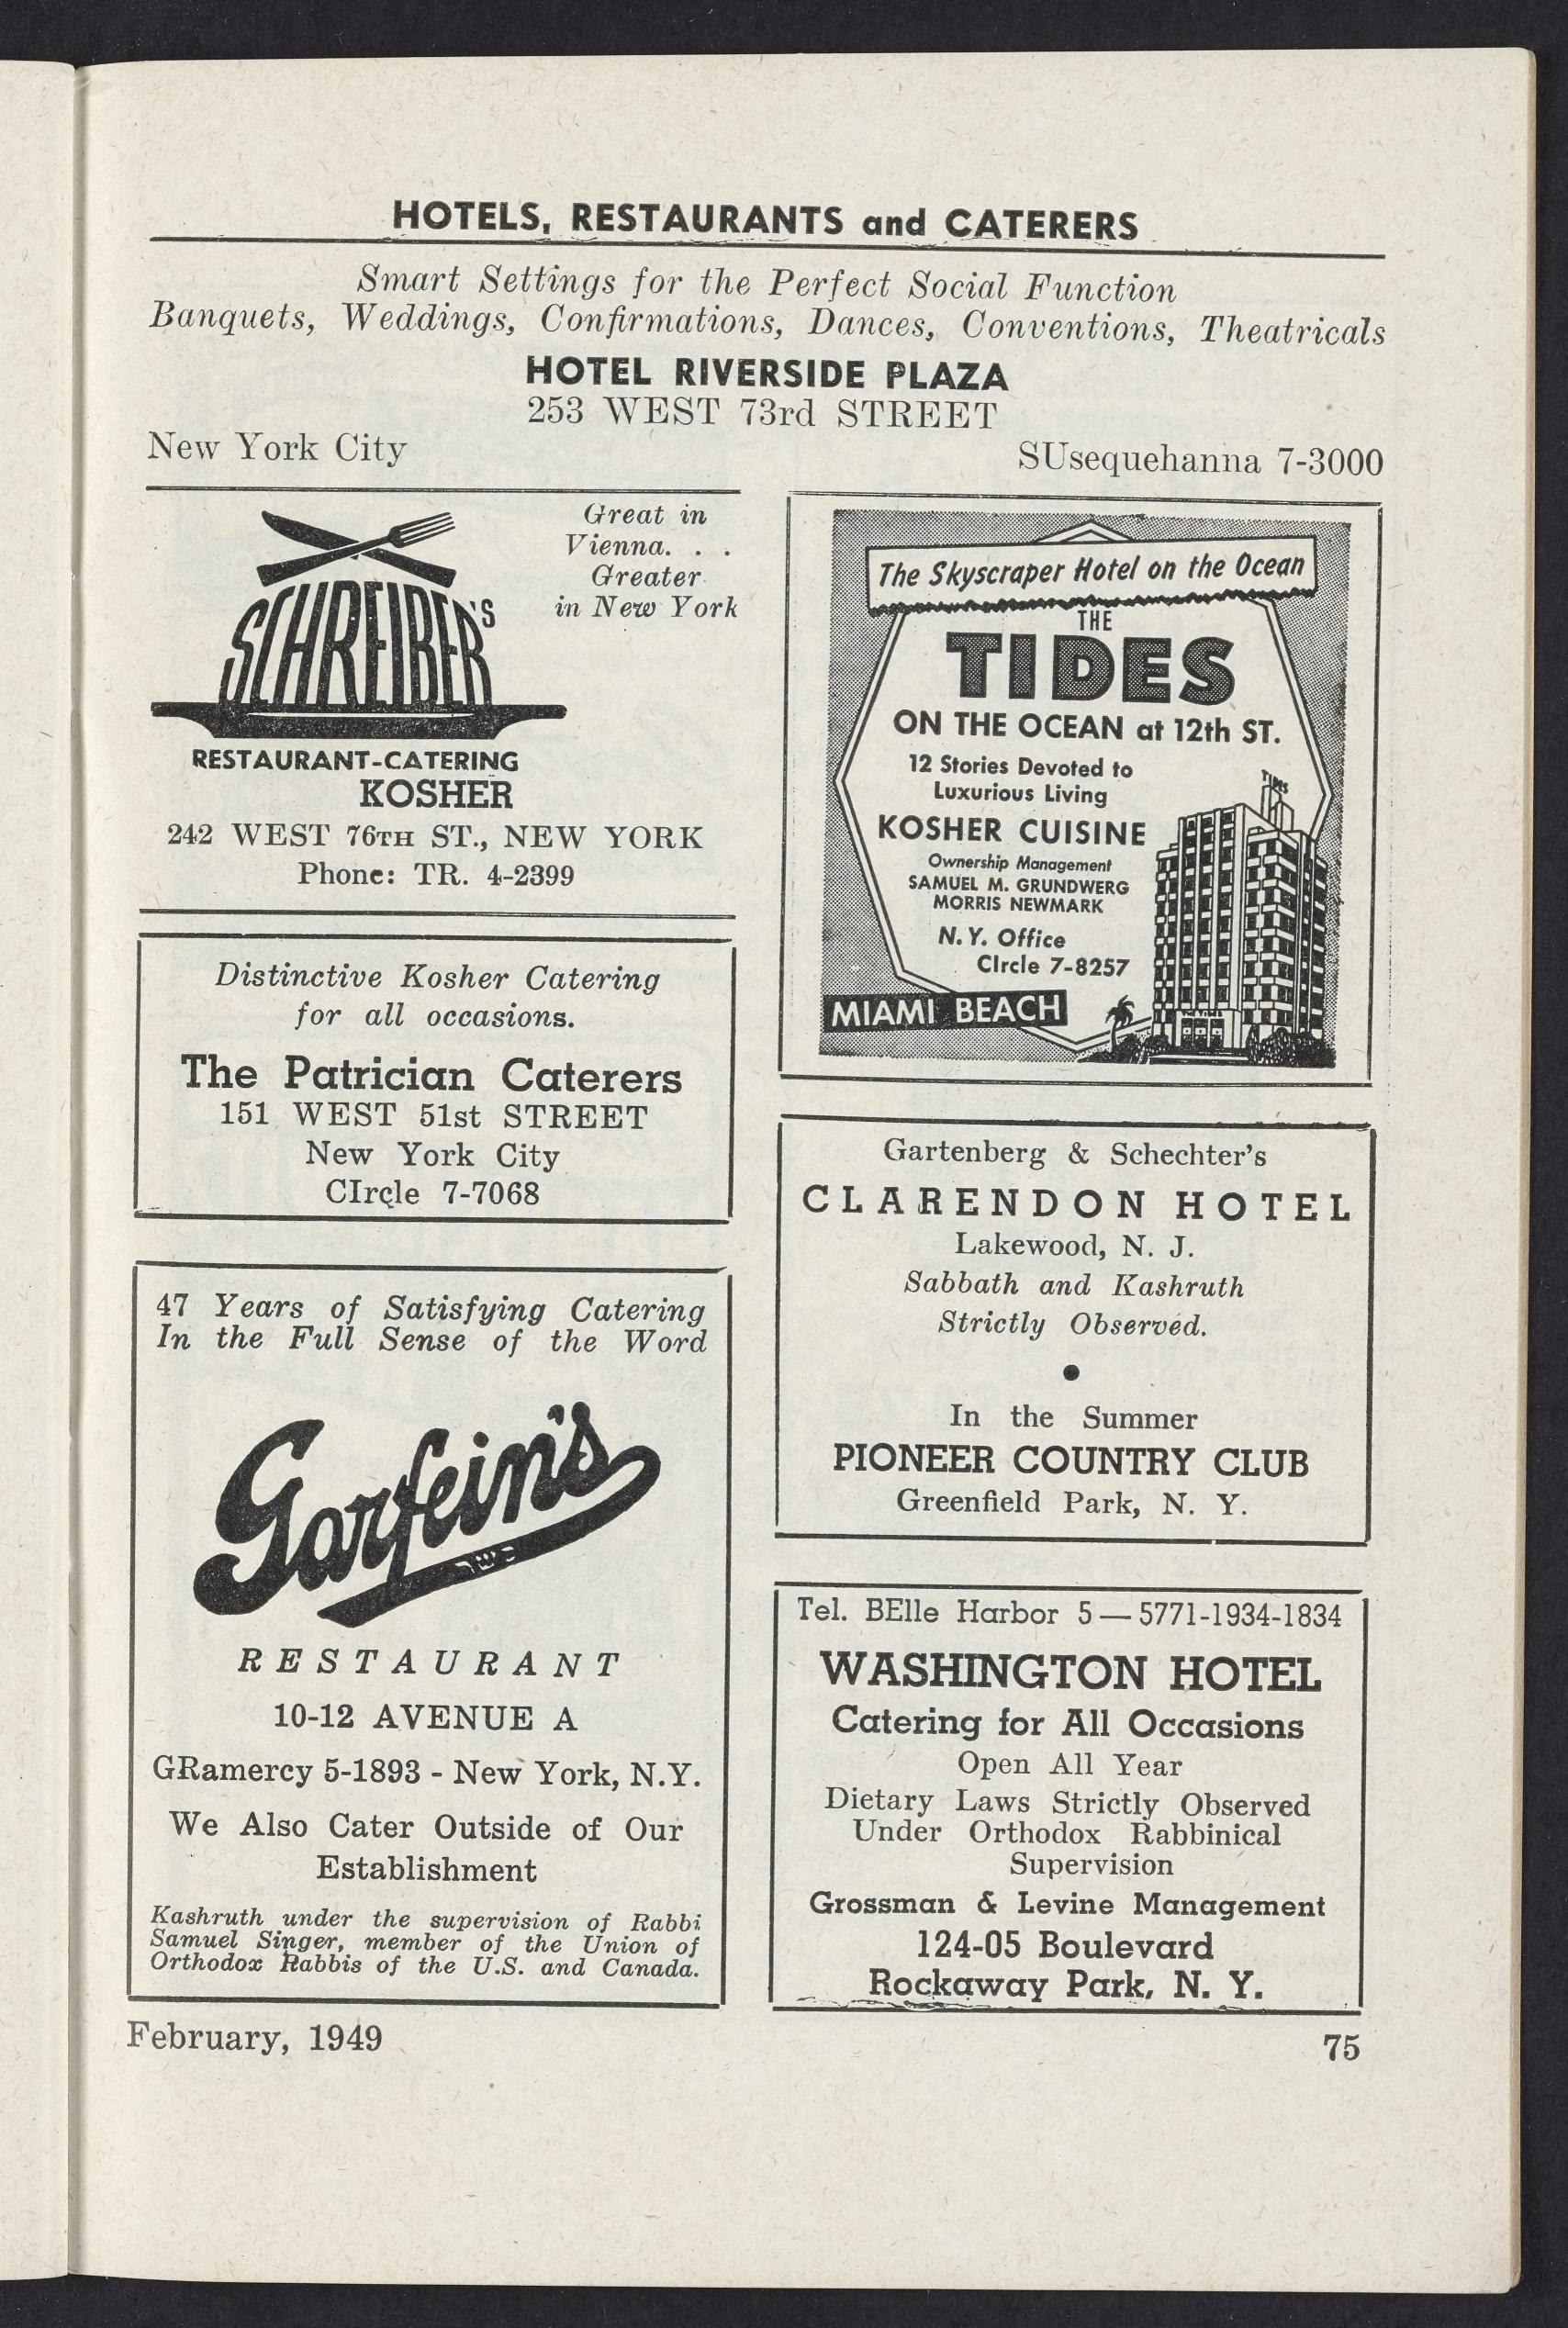 HOTELS, RESTAURANTS and CATERERS
Smart Settings for the Perfect Social Function
Banquets, Weddings, Confirmations, Dances, Conventions, Theatricals
HOTEL RIVERSIDE PLAZA
253 WEST 73rd STREET
New York City
SUsequehanna 7-3000
Great in
Vienna. . .
Greater
in New York
SCHREIBER'S
RESTAURANT-CATERING
KOSHER
242 WEST 76TH ST., NEW YORK
Phone: TR. 4-2399
Distinctive Kosher Catering
for all occasions.
The Patrician Caterers
151 WEST 51st STREET
New York City
CIrcle 7-7068
47 Years of Satisfying Catering
In the Full Sense of the Word
Garfein's
כשר
RESTAURANT
10-12 AVENUE A
GRamercy 5-1893 - New York, N.Y.
We Also Cater Outside of Our
Establishment
Kashruth under the supervision of Rabbi
Samuel Singer, member of the Union of
Orthodox Rabbis of the U.S. and Canada.
The Skyscraper Hotel on the Ocean
THE
TIDES
ON THE OCEAN at 12th ST.
12 Stories Devoted to
Luxurious Living
KOSHER CUISINE
Ownership Management
SAMUEL M. GRUNDWERG
MORRIS NEWMARK
N.Y. Office
CIrcle 7-8257
MIAMI BEACH
TIDES
THE TIDES
Gartenberg & Schechter's
CLARENDON HOTEL
Lakewood, N. J.
Sabbath and Kashruth
Strictly Observed.
●
In the Summer
PIONEER COUNTRY CLUB
Greenfield Park, N. Y.
Tel. BElle Harbor 5 — 5771-1934-1834
WASHINGTON HOTEL
Catering for All Occasions
Open All Year
Dietary Laws Strictly Observed
Under Orthodox Rabbinical
Supervision
Grossman & Levine Management
124-05 Boulevard
Rockaway Park, N. Y.
February, 1949
75